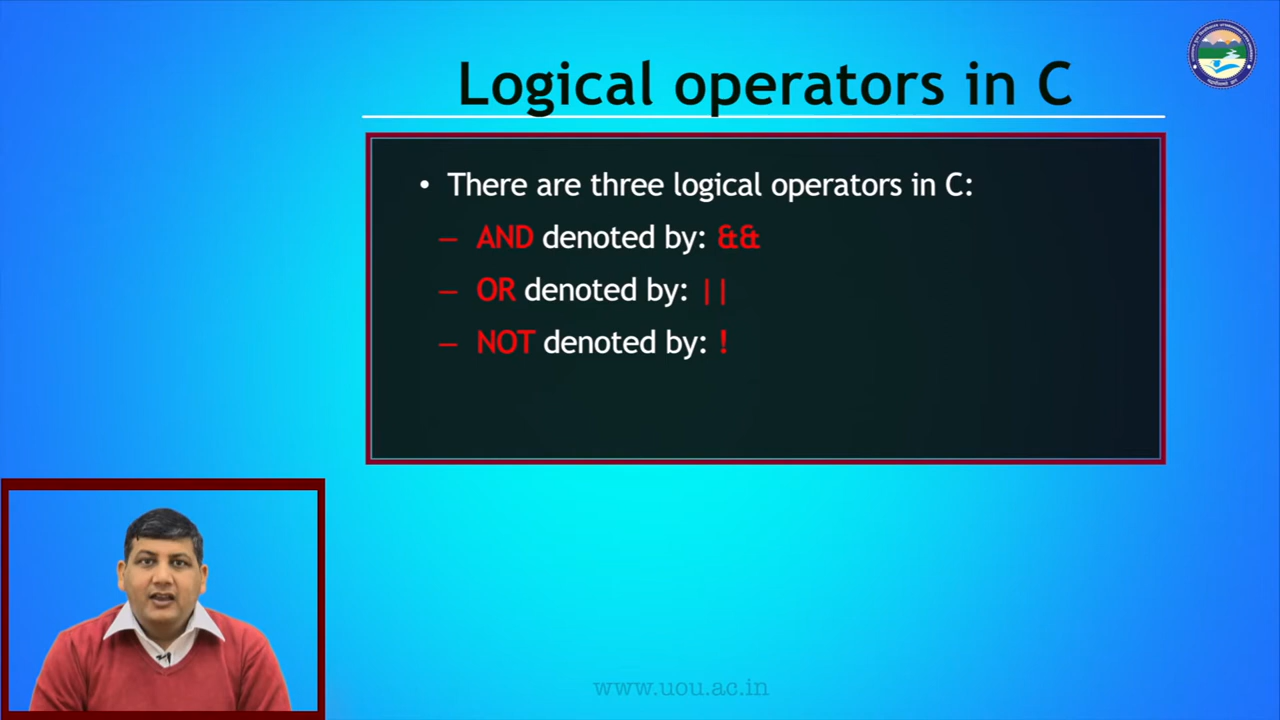 Logical operators in C
• There are three logical operators in C:
– AND denoted by: &&
– OR denoted by: ||
– NOT denoted by: !
www.uou.ac.in